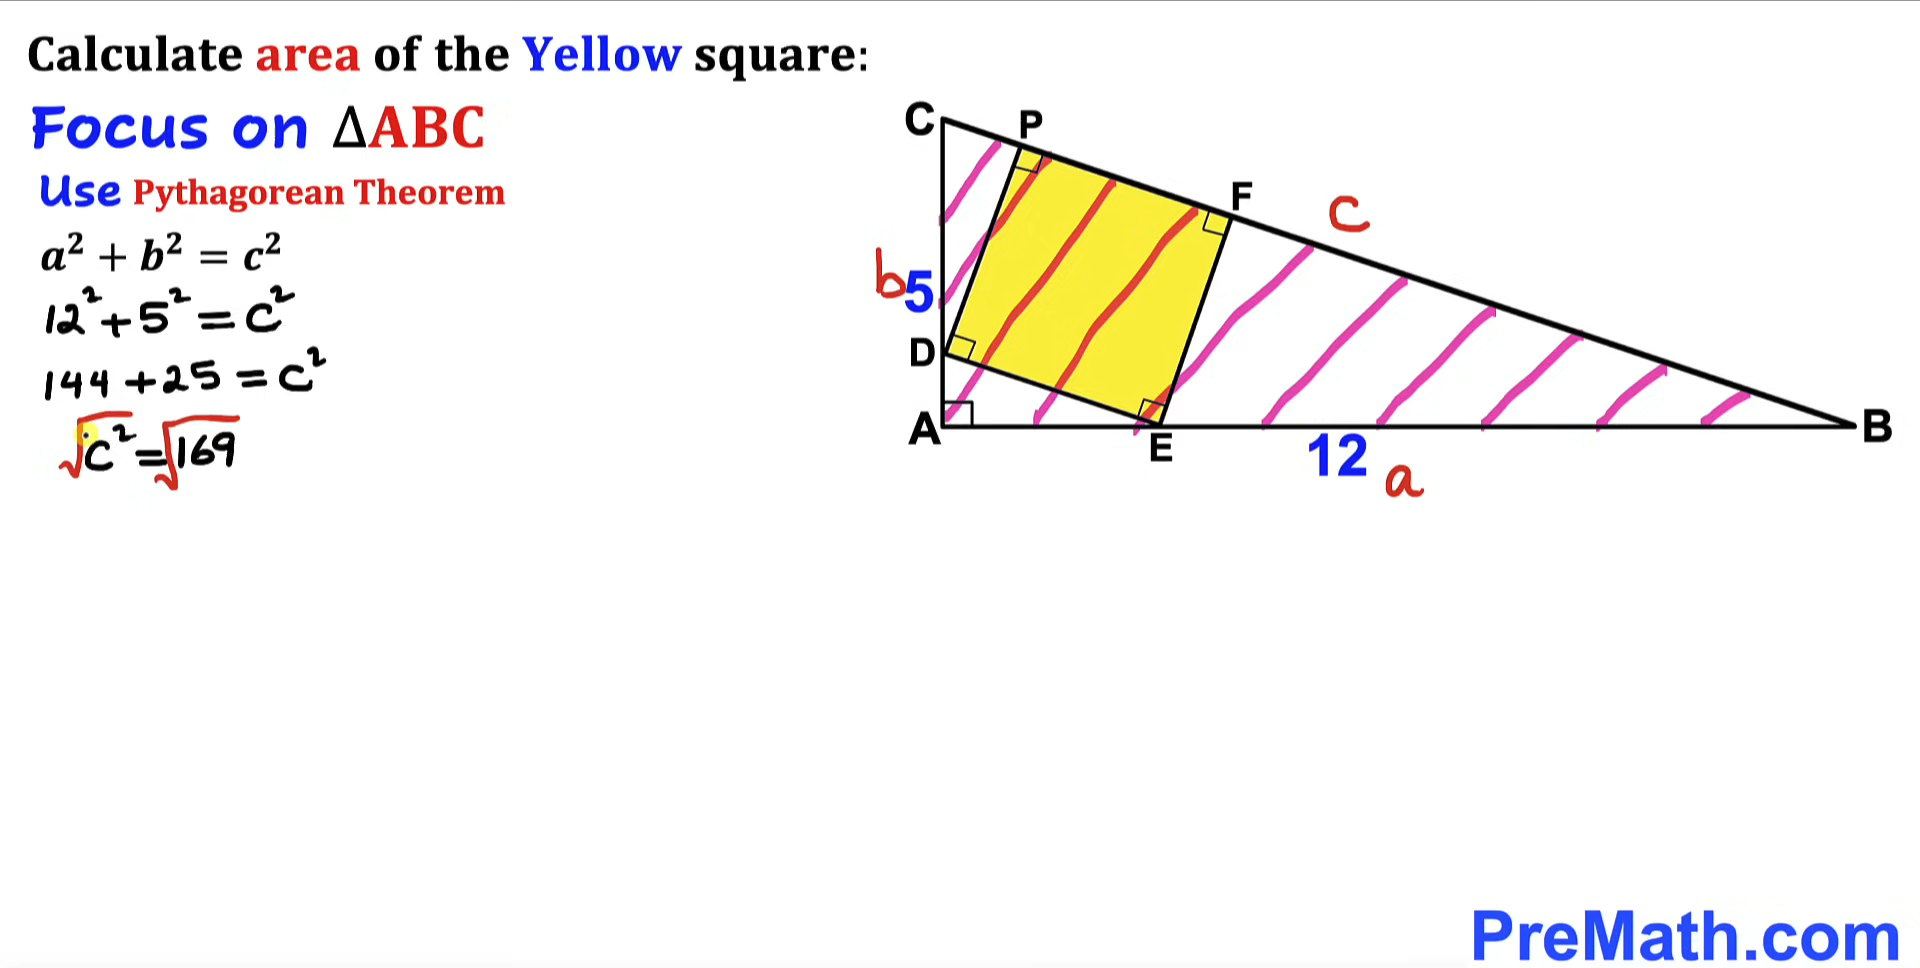 Calculate area of the Yellow square:
Focus on ΔABC
Use Pythagorean Theorem
a² + b² = c²
12² + 5² = c²
144 + 25 = c²
√c² = √169
C
P
F
c
b
5
D
A
E
12
a
B
PreMath.com